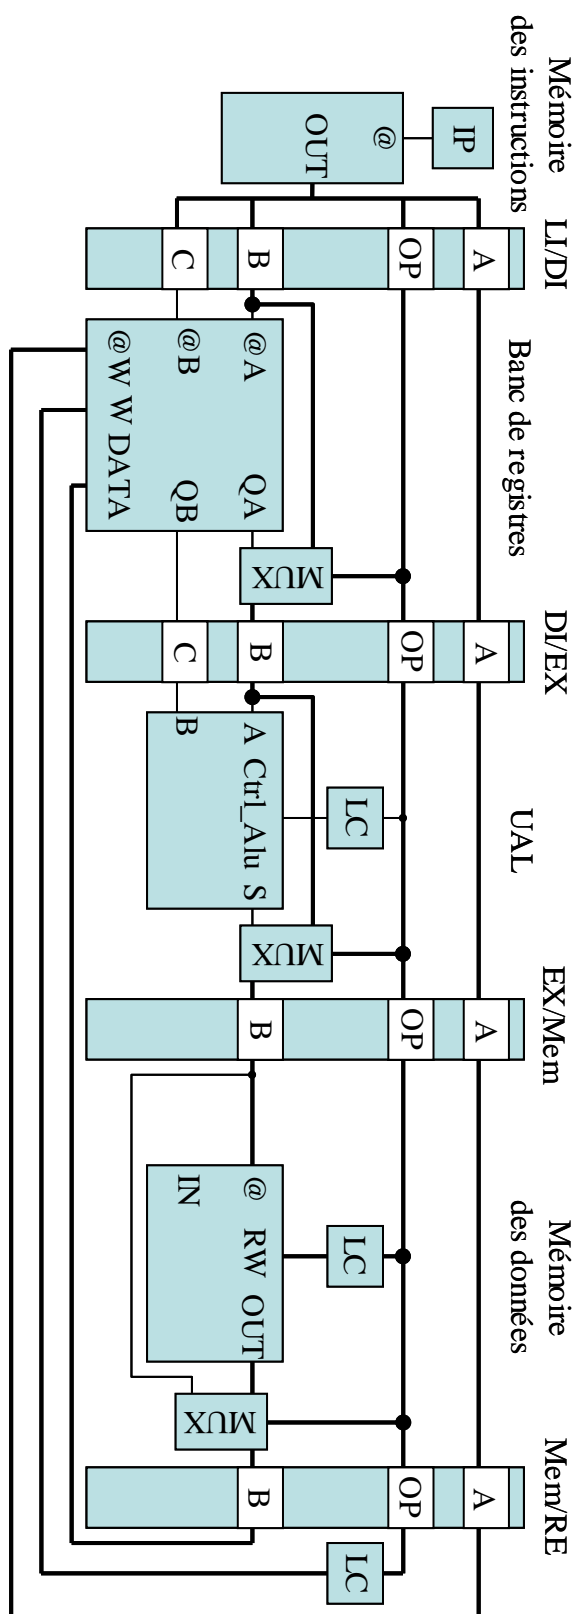 Mémoire
des instructions
LI/DI
Banc de registres
DI/EX
UAL
EX/Mem
Mémoire
des données
Mem/RE
IP
@
OUT
A
OP
B
C
@A
@B
@W W DATA
QA
QB
MUX
A
OP
B
C
LC
A Ctrl_Alu S
B
MUX
A
OP
B
LC
@ RW OUT
IN
MUX
A
OP
B
LC